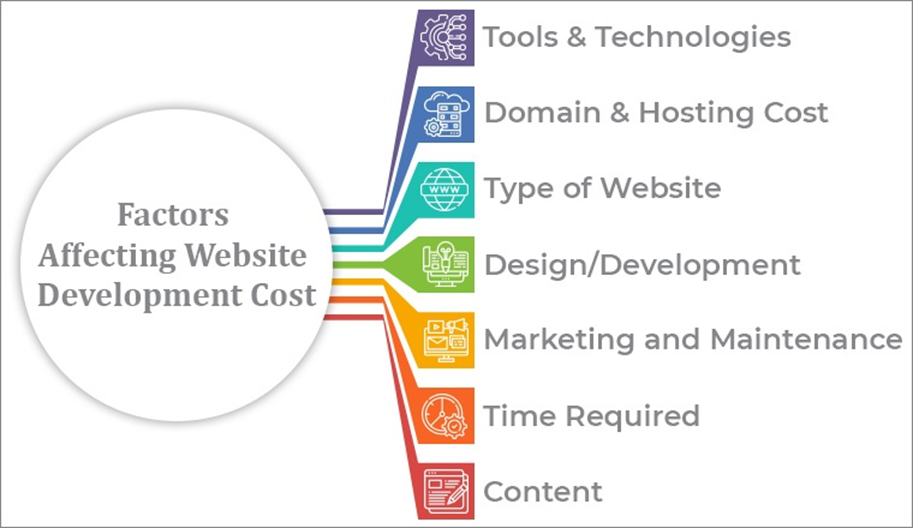 Factors
Affecting Website
Development Cost
Tools & Technologies
Domain & Hosting Cost
WWW
Type of Website
Design/Development
Marketing and Maintenance
Time Required
Content